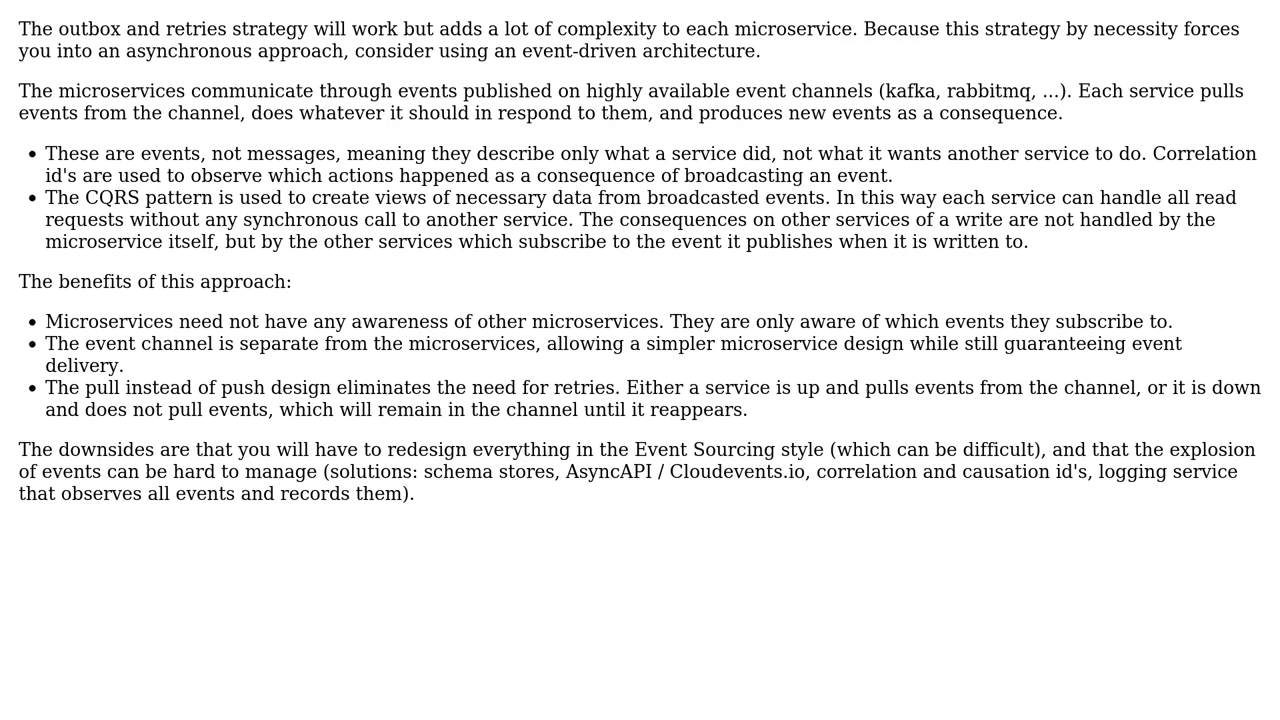 The outbox and retries strategy will work but adds a lot of complexity to each microservice. Because this strategy by necessity forces
you into an asynchronous approach, consider using an event-driven architecture.
The microservices communicate through events published on highly available event channels (kafka, rabbitmq, ...). Each service pulls
events from the channel, does whatever it should in respond to them, and produces new events as a consequence.
• These are events, not messages, meaning they describe only what a service did, not what it wants another service to do. Correlation
id's are used to observe which actions happened as a consequence of broadcasting an event.
• The CQRS pattern is used to create views of necessary data from broadcasted events. In this way each service can handle all read
requests without any synchronous call to another service. The consequences on other services of a write are not handled by the
microservice itself, but by the other services which subscribe to the event it publishes when it is written to.
The benefits of this approach:
• Microservices need not have any awareness of other microservices. They are only aware of which events they subscribe to.
• The event channel is separate from the microservices, allowing a simpler microservice design while still guaranteeing event
delivery.
• The pull instead of push design eliminates the need for retries. Either a service is up and pulls events from the channel, or it is down
and does not pull events, which will remain in the channel until it reappears.
The downsides are that you will have to redesign everything in the Event Sourcing style (which can be difficult), and that the explosion
of events can be hard to manage (solutions: schema stores, AsyncAPI / Cloudevents.io, correlation and causation id's, logging service
that observes all events and records them).